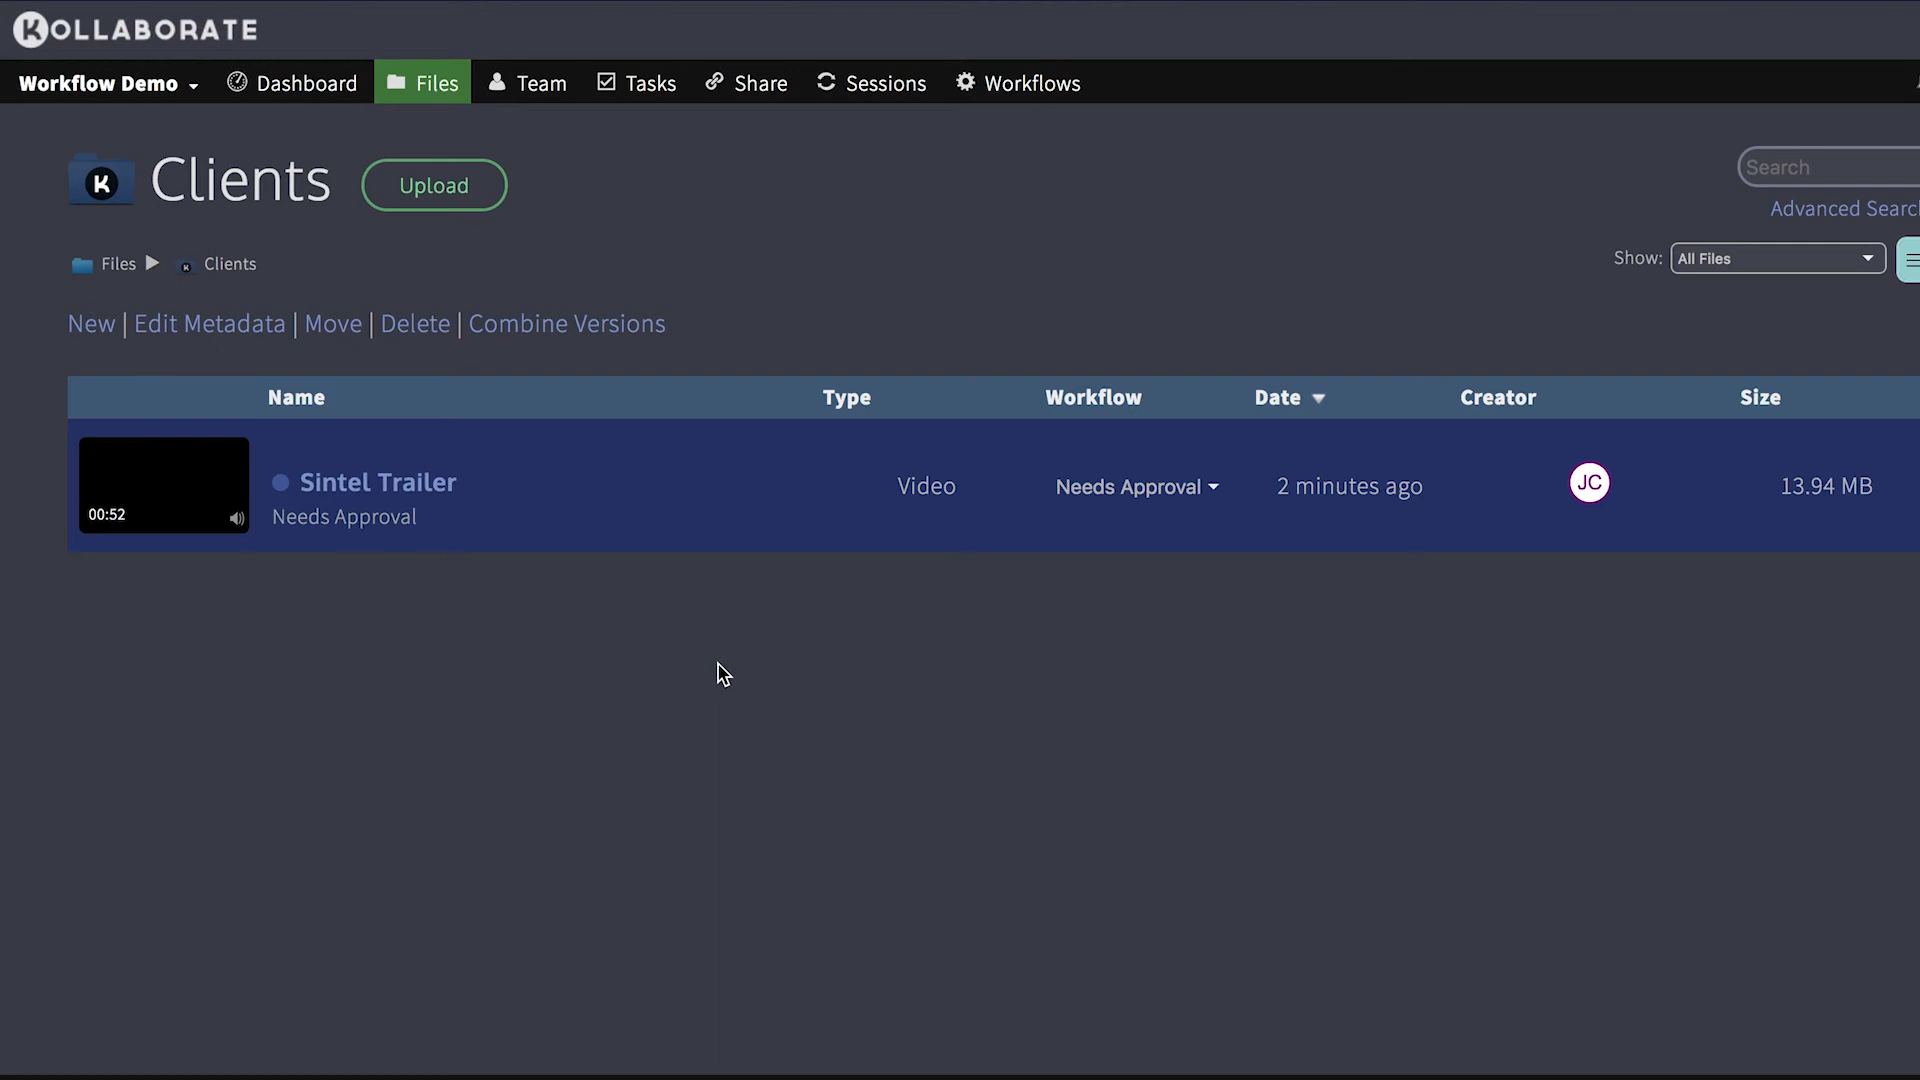 KOLLABORATE
Workflow Demo Dashboard Files Team Tasks Share Sessions Workflows
K Clients Upload
Search
Advanced Search
Files Clients
Show: All Files
New | Edit Metadata | Move | Delete | Combine Versions
Name Type Workflow Date Creator Size
Sintel Trailer Video Needs Approval 2 minutes ago JC 13.94 MB
00:52 Needs Approval